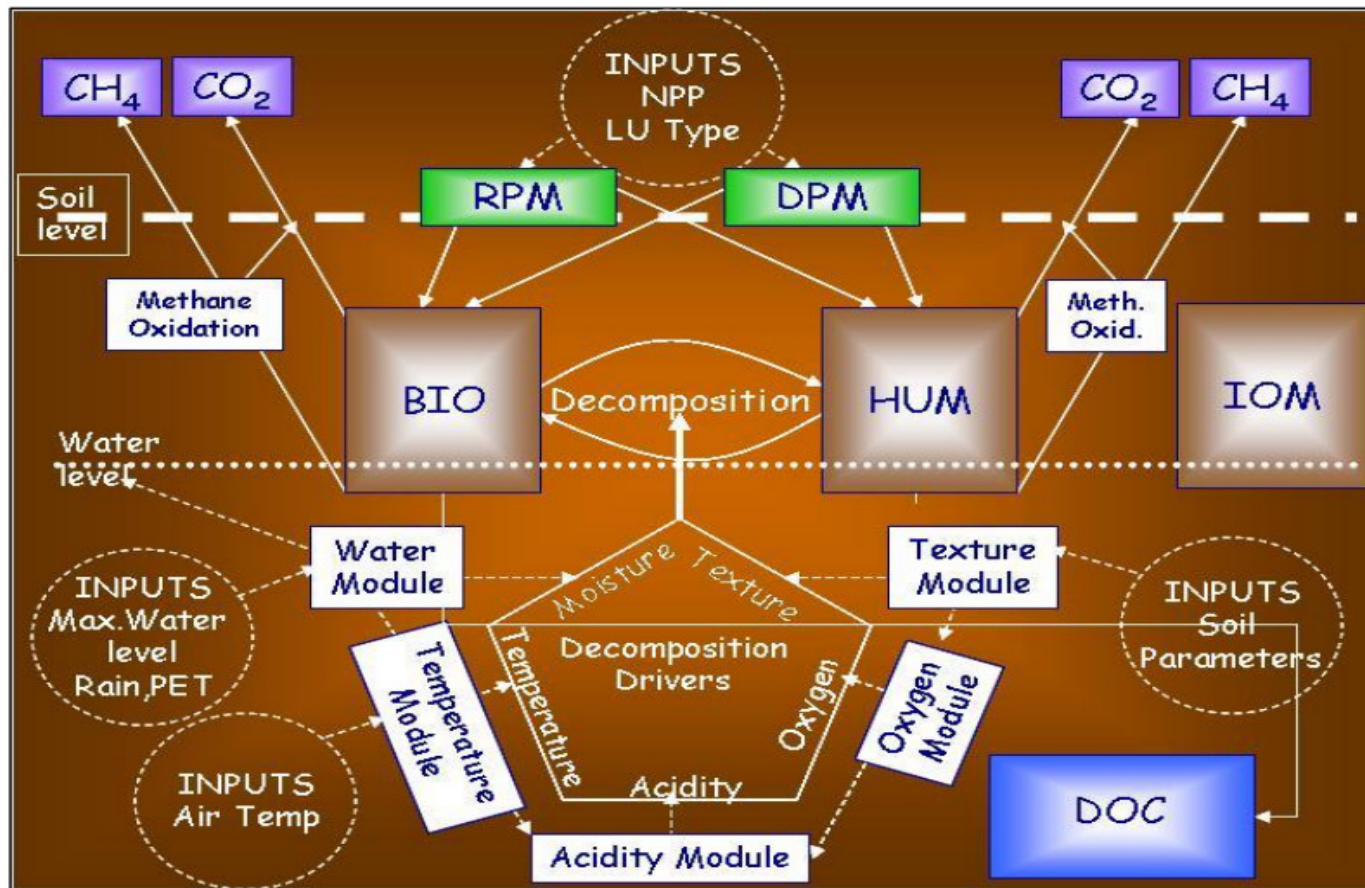 INPUTS
NPP
LU Type
CH₄
CO₂
CO₂
CH₄
RPM
DPM
Soil
level
Methane
Oxidation
Meth.
Oxid.
BIO
Decomposition
HUM
IOM
Water
level
Water
Module
Moisture
Texture
Texture
Module
INPUTS
Max.Water
level
Rain,PET
INPUTS
Soil
Parameters
Temperature
Module
Temperature
Decomposition
Drivers
Oxygen
Oxygen
Module
INPUTS
Air Temp
Acidity
Acidity Module
DOC